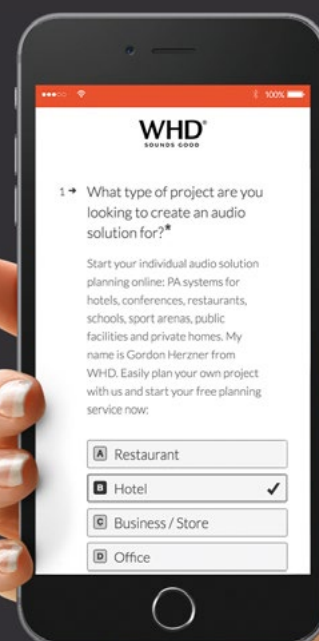 100%
WHD®
SOUNDS GOOD
1 → What type of project are you
looking to create an audio
solution for?*
Start your individual audio solution
planning online: PA systems for
hotels, conferences, restaurants,
schools, sport arenas, public
facilities and private homes. My
name is Gordon Herzner from
WHD. Easily plan your own project
with us and start your free planning
service now:
A Restaurant
B Hotel ✓
C Business / Store
D Office